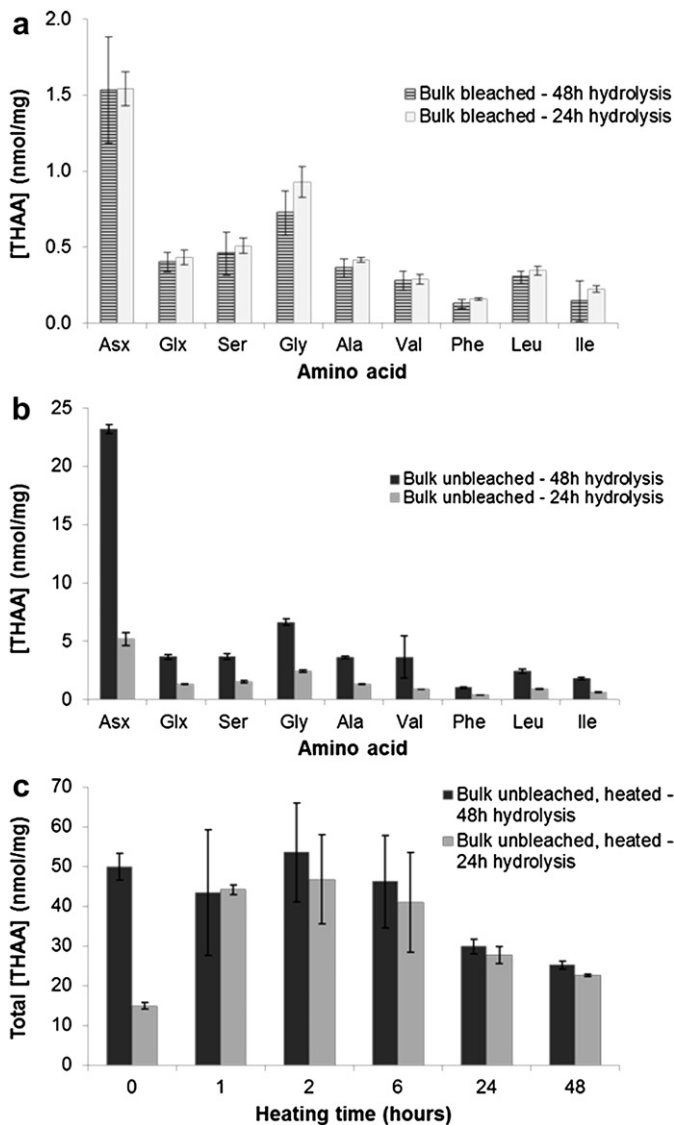 a
2.0
1.5
1.0
0.5
0.0
[THAA] (nmol/mg)
Bulk bleached - 48h hydrolysis
Bulk bleached - 24h hydrolysis
Asx Glx Ser Gly Ala Val Phe Leu Ile
Amino acid
b
25
20
15
10
5
0
[THAA] (nmol/mg)
Bulk unbleached - 48h hydrolysis
Bulk unbleached - 24h hydrolysis
Asx Glx Ser Gly Ala Val Phe Leu Ile
Amino acid
c
70
60
50
40
30
20
10
0
Total [THAA] (nmol/mg)
Bulk unbleached, heated -
48h hydrolysis
Bulk unbleached, heated -
24h hydrolysis
0 1 2 6 24 48
Heating time (hours)